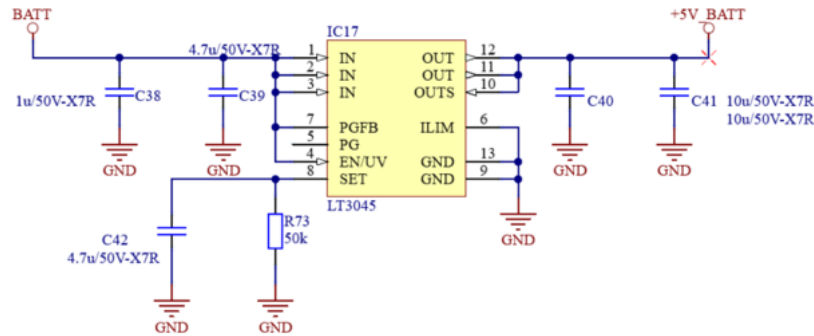 BATT
+5V_BATT
IC17
4.7u/50V-X7R
1 IN OUT 12
2 IN OUT 11
3 IN OUTS 10
C38
C39
C40
C41
1u/50V-X7R
10u/50V-X7R
10u/50V-X7R
7 PGFB ILIM 6
5 PG
4 EN/UV GND 13
8 SET GND 9
GND
GND
GND
GND
LT3045
R73
50k
GND
C42
4.7u/50V-X7R
GND
GND